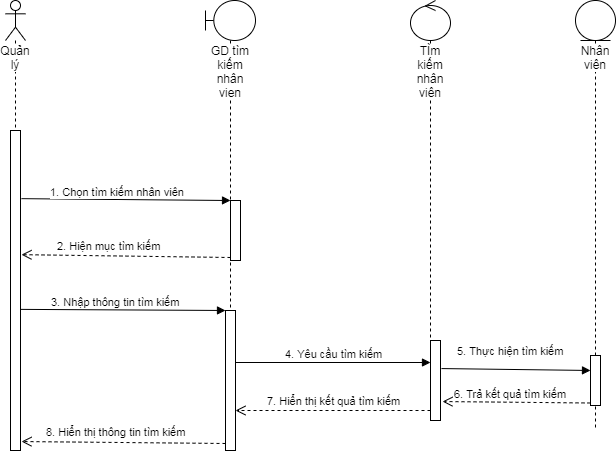 Quản
lý
GD tìm
kiếm
nhân
viên
Tìm
kiếm
nhân
viên
Nhân
viên
1. Chọn tìm kiếm nhân viên
2. Hiện mục tìm kiếm
3. Nhập thông tin tìm kiếm
4. Yêu cầu tìm kiếm
5. Thực hiện tìm kiếm
6. Trả kết quả tìm kiếm
7. Hiển thị kết quả tìm kiếm
8. Hiển thị thông tin tìm kiếm